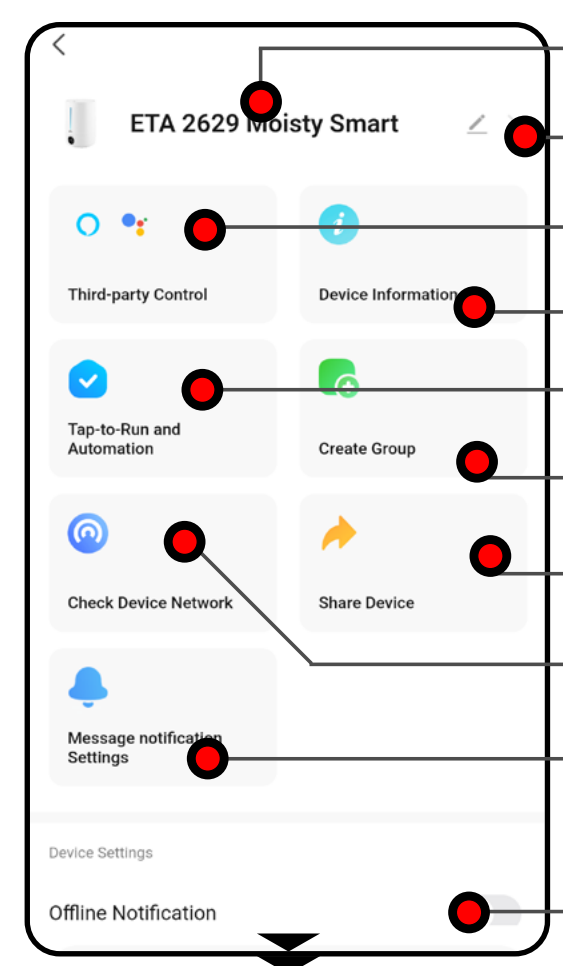 ETA 2629 Moisty Smart
Third-party Control
Device Information
Tap-to-Run and
Automation
Create Group
Check Device Network
Share Device
Message notification
Settings
Device Settings
Offline Notification